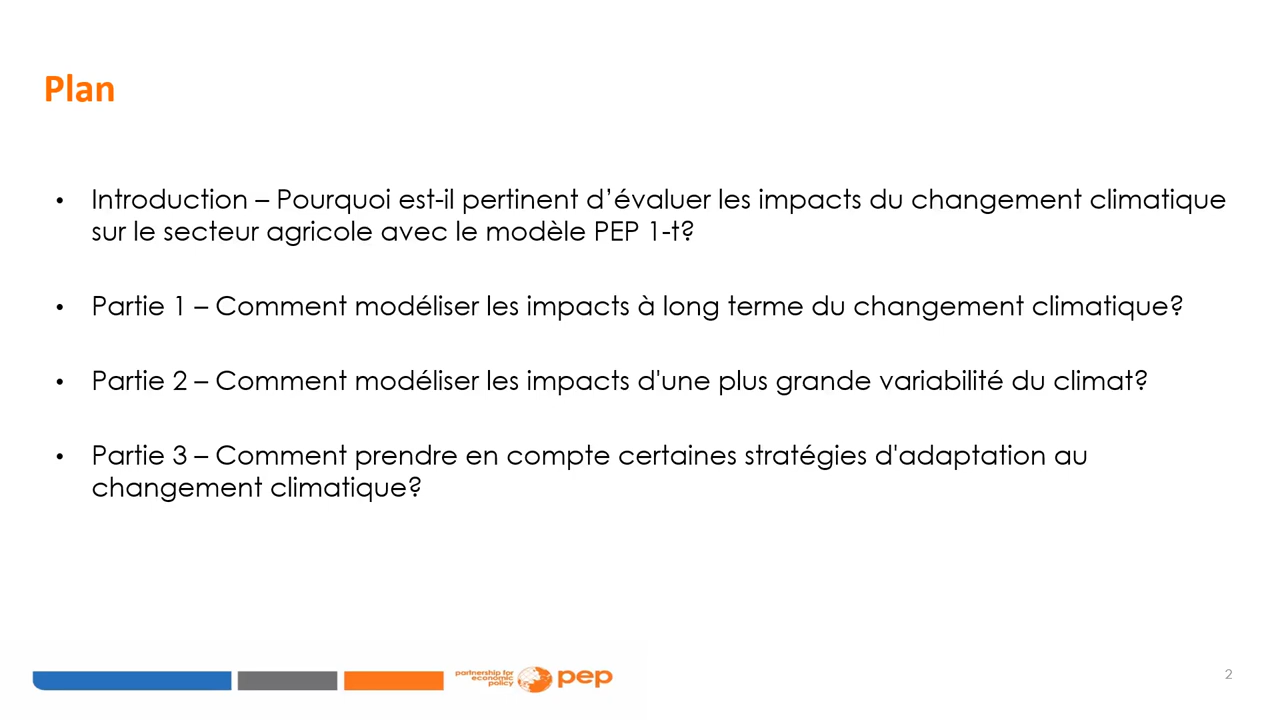 Plan
• Introduction – Pourquoi est-il pertinent d’évaluer les impacts du changement climatique
sur le secteur agricole avec le modèle PEP 1-t?
• Partie 1 – Comment modéliser les impacts à long terme du changement climatique?
• Partie 2 – Comment modéliser les impacts d'une plus grande variabilité du climat?
• Partie 3 – Comment prendre en compte certaines stratégies d'adaptation au
changement climatique?
partnership for
economic
policy
pep
2